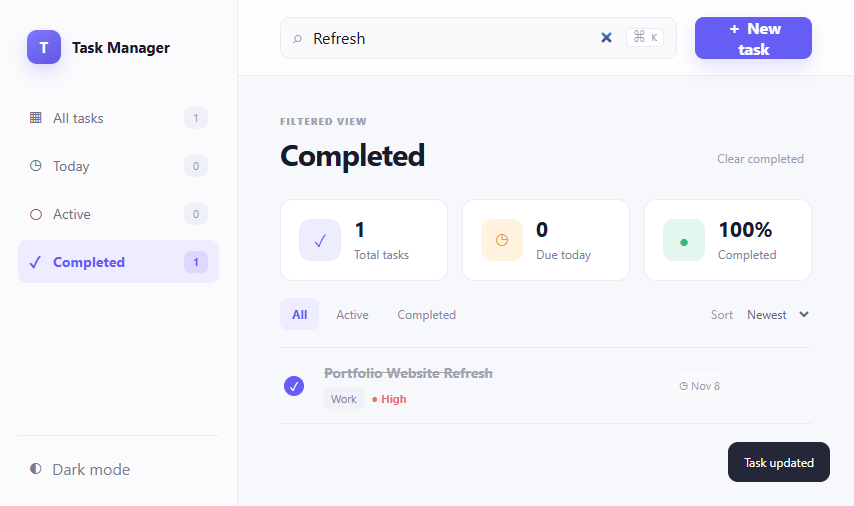 T Task Manager
All tasks 1
Today 0
Active 0
✓ Completed 1
Dark mode
Refresh ⌘ K
+ New task
FILTERED VIEW
Completed
Clear completed
✓ 1
Total tasks
0
Due today
100%
Completed
All Active Completed
Sort Newest
✓ Portfolio Website Refresh
Work • High
Nov 8
Task updated